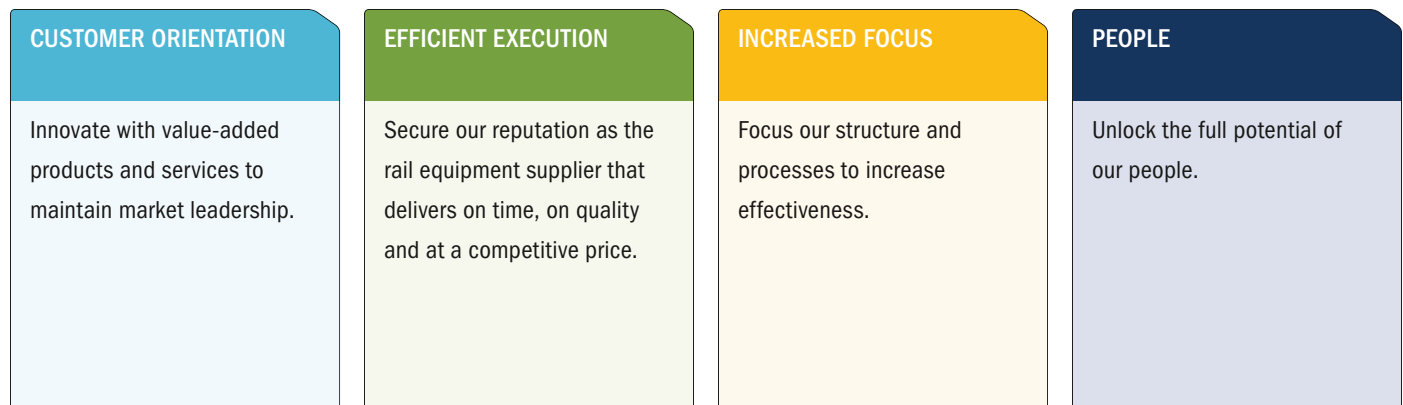 CUSTOMER ORIENTATION
Innovate with value-added
products and services to
maintain market leadership.
EFFICIENT EXECUTION
Secure our reputation as the
rail equipment supplier that
delivers on time, on quality
and at a competitive price.
INCREASED FOCUS
Focus our structure and
processes to increase
effectiveness.
PEOPLE
Unlock the full potential of
our people.